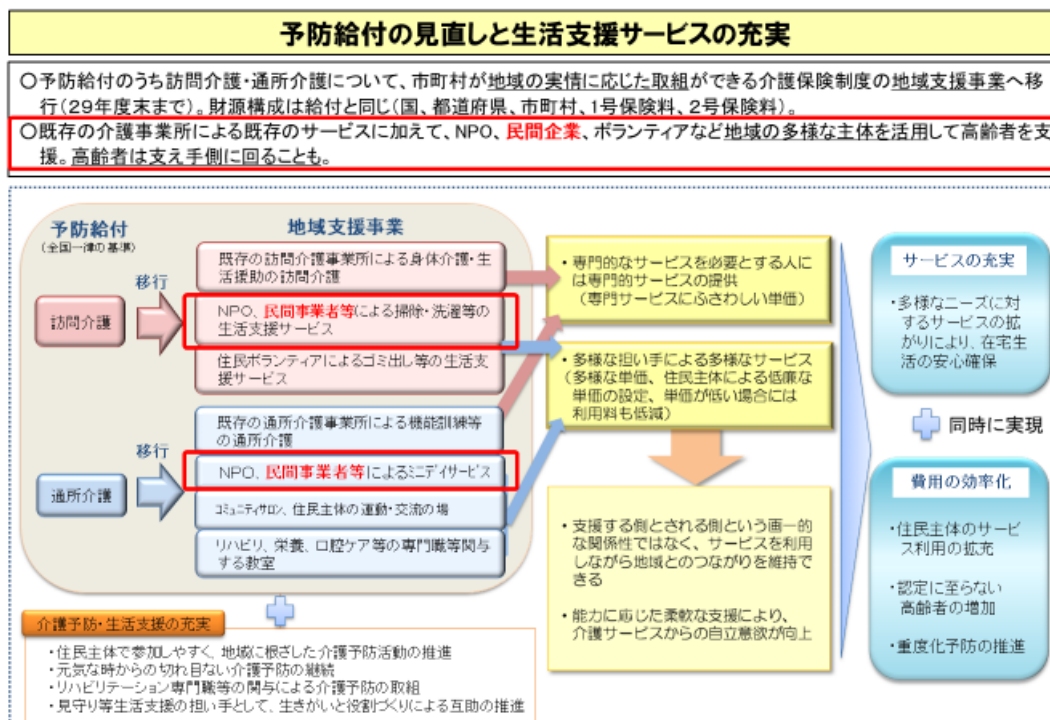 予防給付の見直しと生活支援サービスの充実
○予防給付のうち訪問介護・通所介護について、市町村が地域の実情に応じた取組ができる介護保険制度の地域支援事業へ移
行(29年度末まで)。財源構成は給付と同じ(国、都道府県、市町村、1号保険料、2号保険料)。
○既存の介護事業所による既存のサービスに加えて、NPO、民間企業、ボランティアなど地域の多様な主体を活用して高齢者を支
援。高齢者は支え手側に回ることも。
予防給付
(全国一律の基準)
地域支援事業
移行
訪問介護
既存の訪問介護事業所による身体介護・生
活援助の訪問介護
NPO、民間事業者等による掃除・洗濯等の
生活支援サービス
住民ボランティアによるゴミ出し等の生活支
援サービス
移行
通所介護
既存の通所介護事業所による機能訓練等
の通所介護
NPO、民間事業者等によるミニデイサービス
コミュニティサロン、住民主体の運動・交流の場
リハビリ、栄養、口腔ケア等の専門職等関与
する教室
介護予防・生活支援の充実
・住民主体で参加しやすく、地域に根ざした介護予防活動の推進
・元気な時からの切れ目ない介護予防の継続
・リハビリテーション専門職等の関与による介護予防の取組
・見守り等生活支援の担い手として、生きがいと役割づくりによる互助の推進
・専門的なサービスを必要とする人に
は専門的サービスの提供
(専門サービスにふさわしい単価)
・多様な担い手による多様なサービス
(多様な単価、住民主体による低廉な
単価の設定、単価が低い場合には
利用料も低減)
・支援する側とされる側という画一的
な関係性ではなく、サービスを利用
しながら地域とのつながりを維持で
きる
・能力に応じた柔軟な支援により、
介護サービスからの自立意欲が向上
サービスの充実
・多様なニーズに対
するサービスの拡
がりにより、在宅生
活の安心確保
同時に実現
費用の効率化
・住民主体のサービ
ス利用の拡充
・認定に至らない
高齢者の増加
・重度化予防の推進